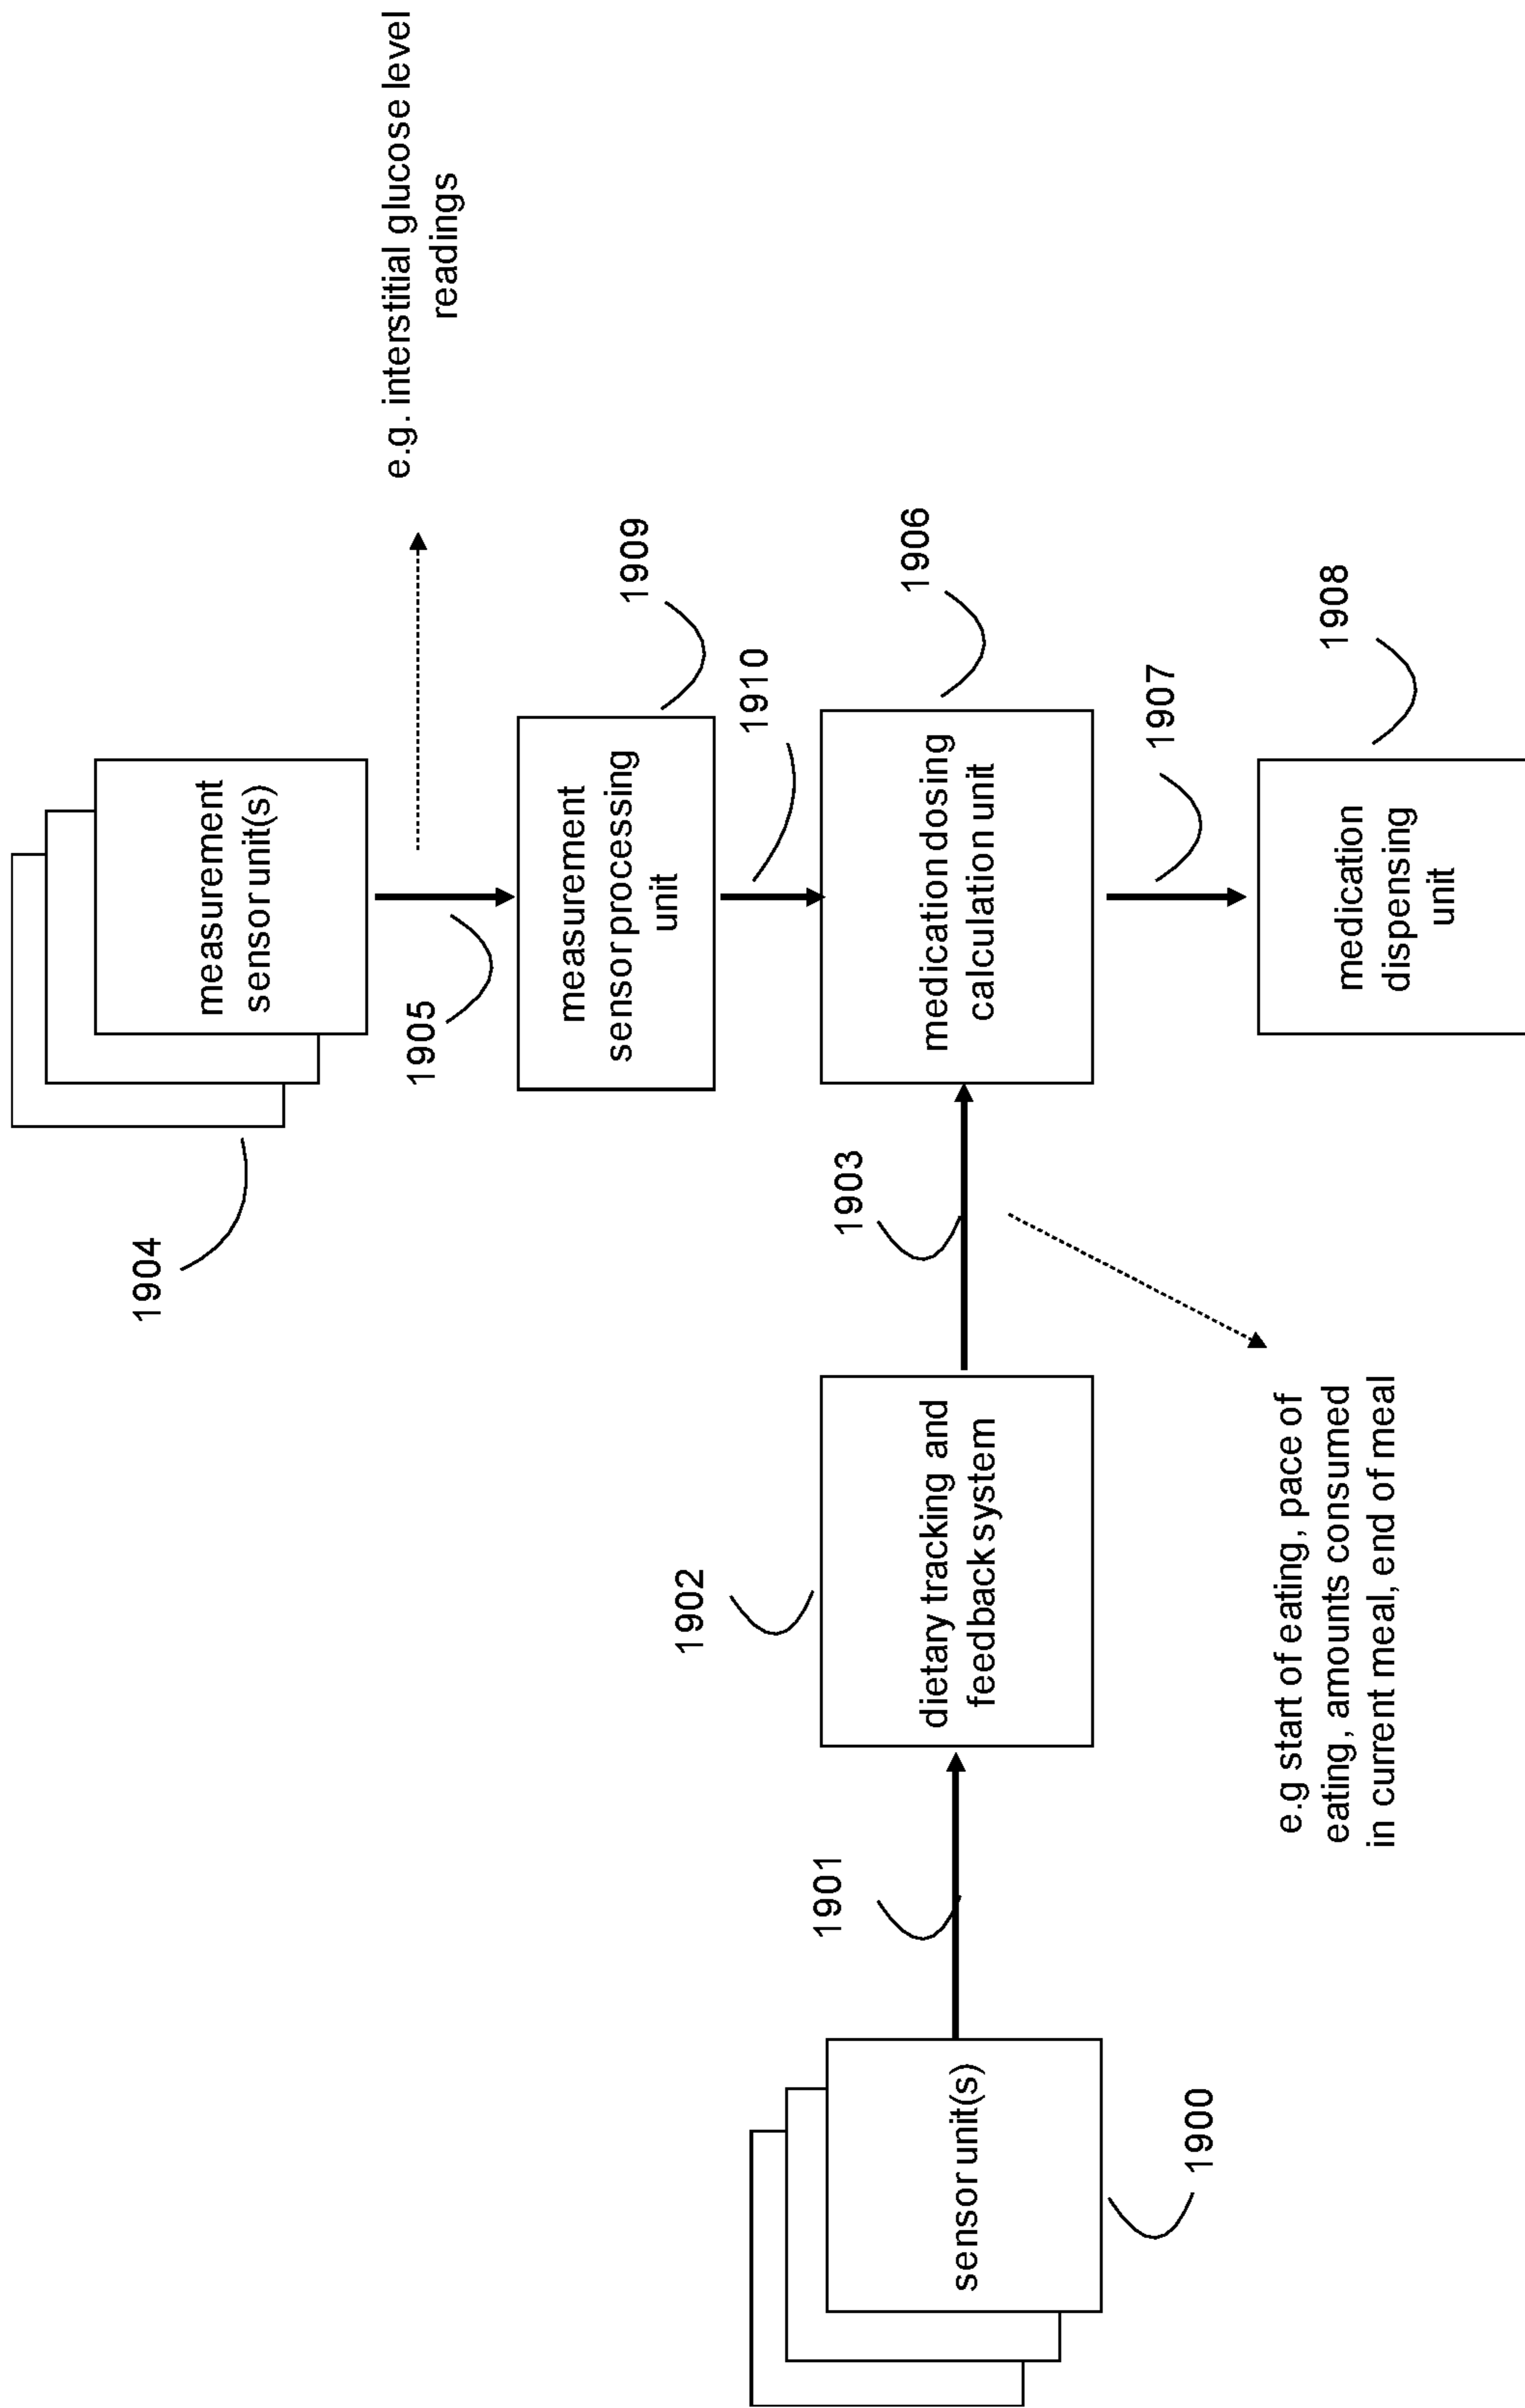 e.g. interstitial glucose level
readings
1904
measurement
sensor unit(s)
1905
measurement
sensor processing
unit
1909
1910
1902
dietary tracking and
feedback system
1903
medication dosing
calculation unit
1906
1901
sensor unit(s)
1900
1907
e.g start of eating, pace of
eating, amounts consumed
in current meal, end of meal
medication
dispensing
unit
1908